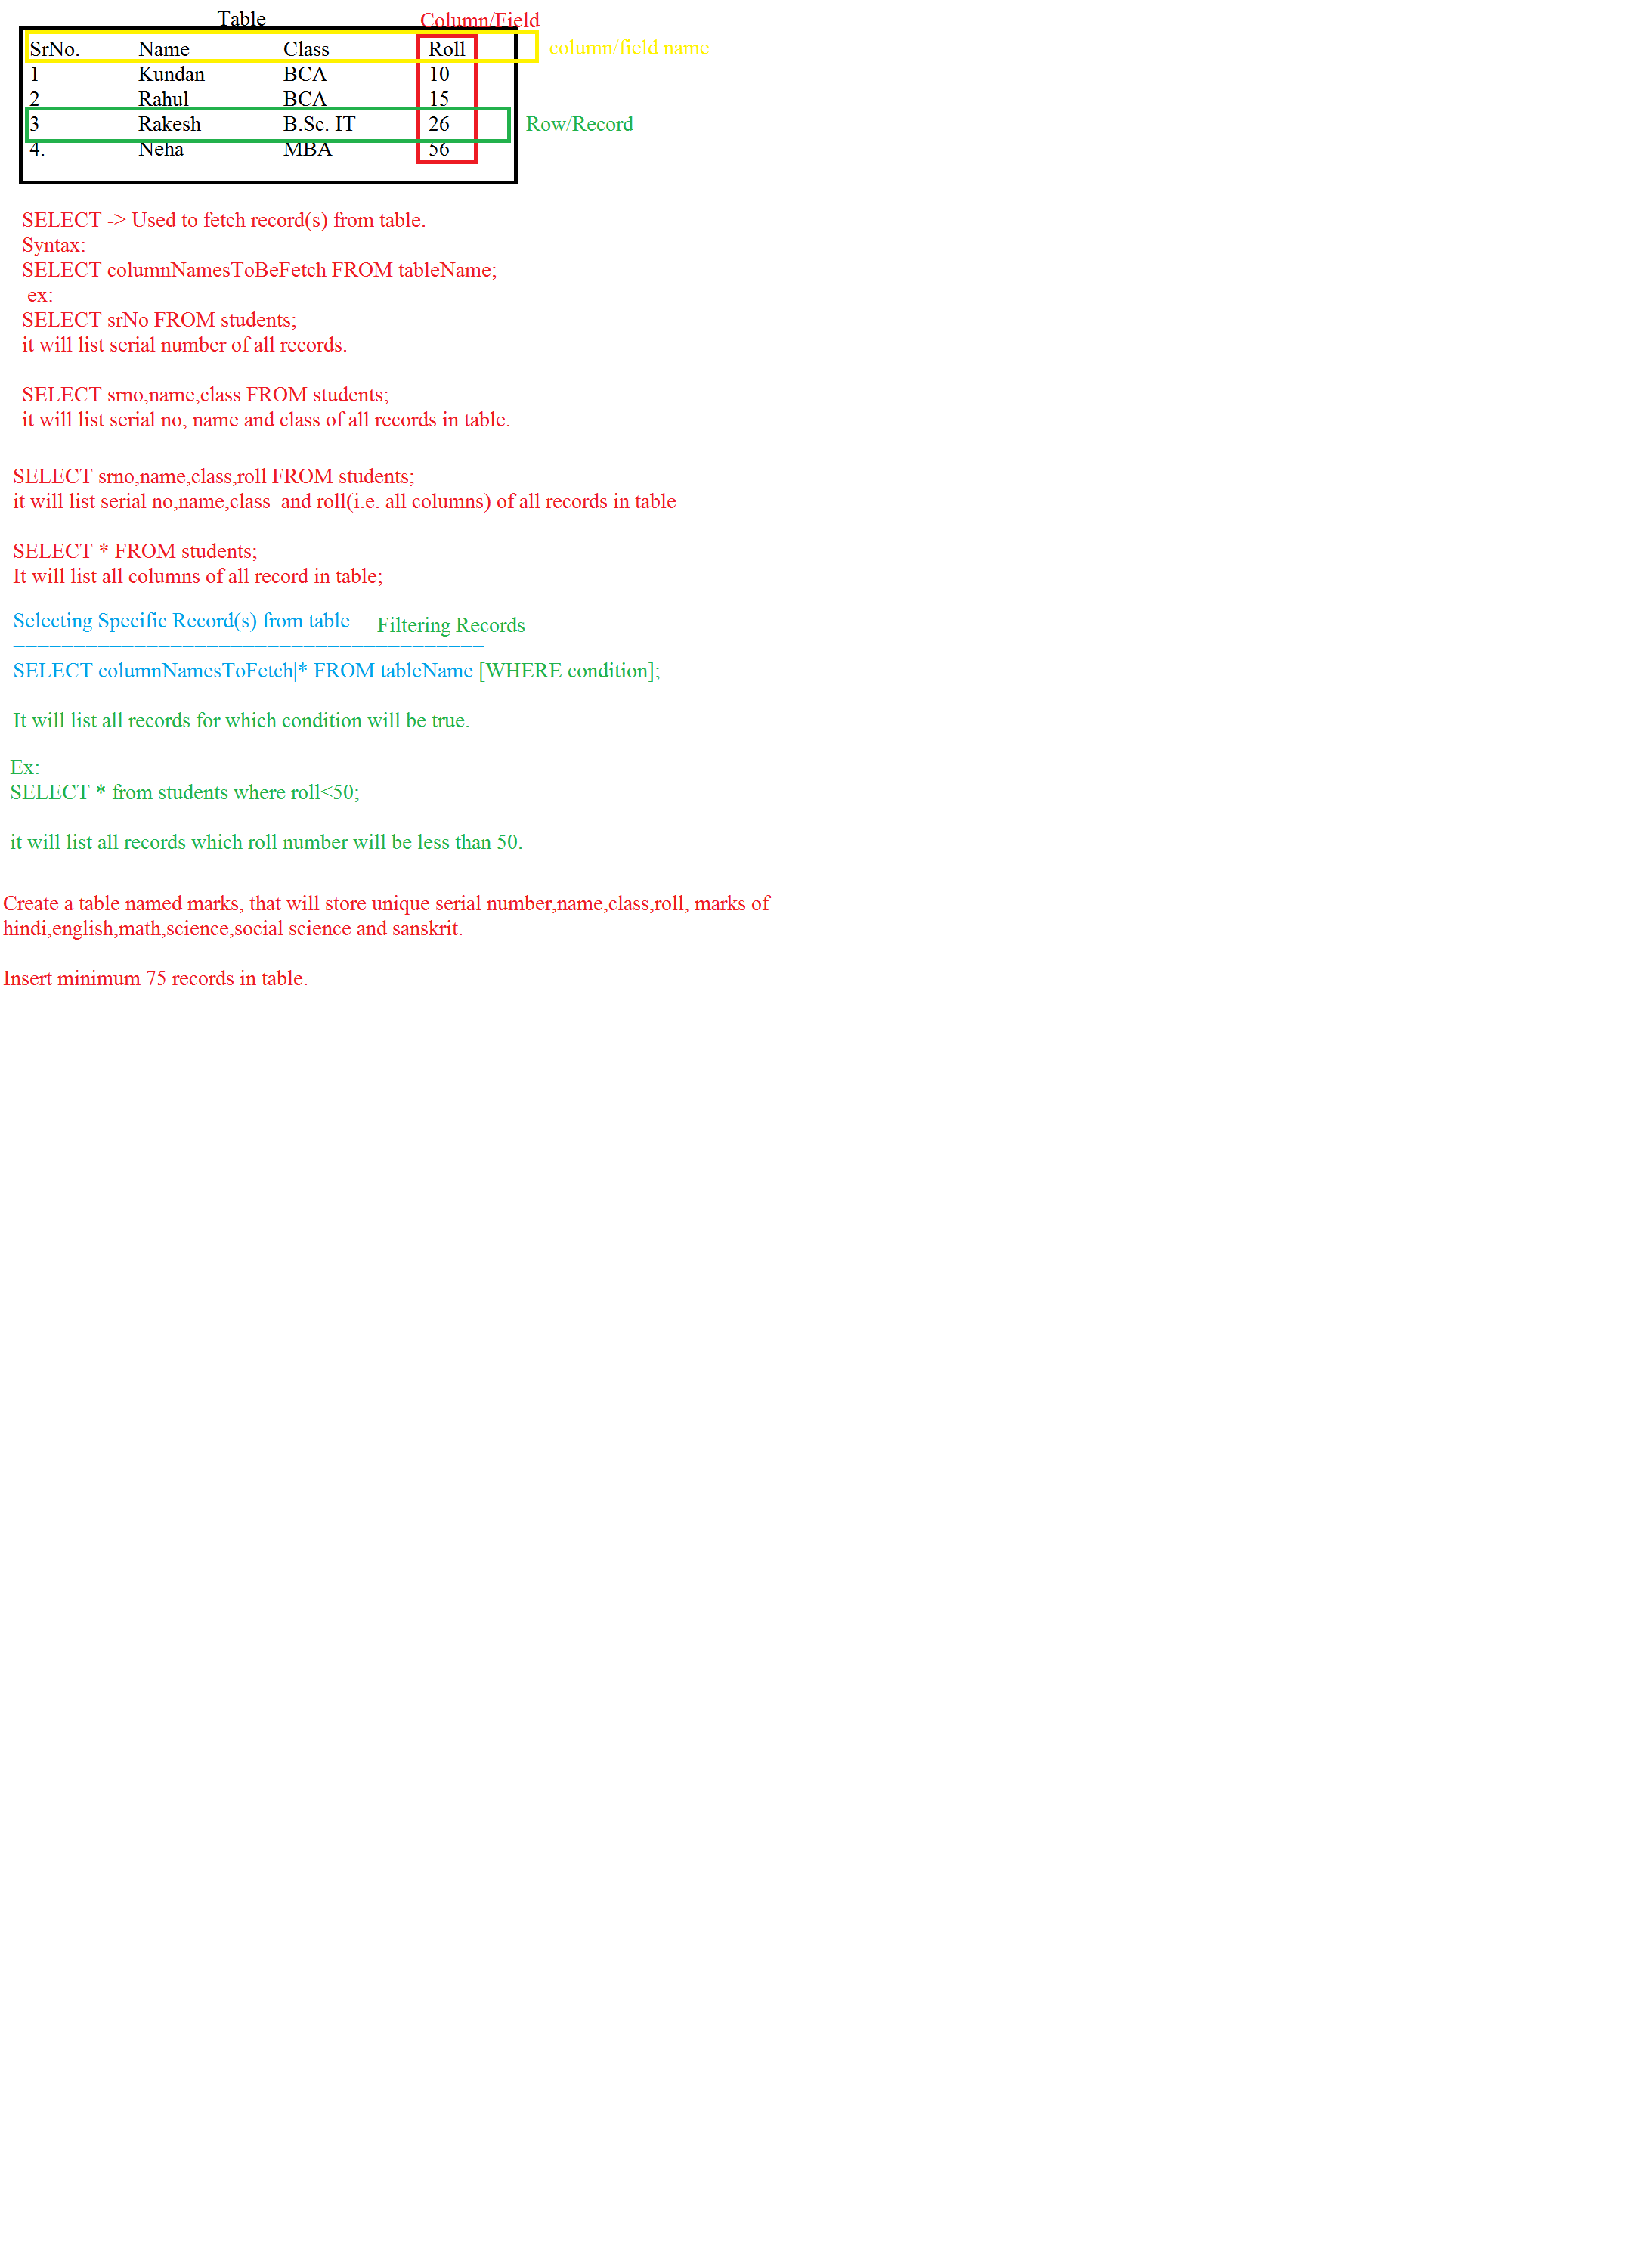 Table
Column/Field
SrNo. Name Class Roll
column/field name
1 Kundan BCA 10
2 Rahul BCA 15
3 Rakesh B.Sc. IT 26
Row/Record
4. Neha MBA 56
SELECT -> Used to fetch record(s) from table.
Syntax:
SELECT columnNamesToBeFetch FROM tableName;
ex:
SELECT srNo FROM students;
it will list serial number of all records.
SELECT srno,name,class FROM students;
it will list serial no, name and class of all records in table.
SELECT srno,name,class,roll FROM students;
it will list serial no,name,class  and roll(i.e. all columns) of all records in table
SELECT * FROM students;
It will list all columns of all record in table;
Selecting Specific Record(s) from table
Filtering Records
=======================================
SELECT columnNamesToFetch|* FROM tableName [WHERE condition];
It will list all records for which condition will be true.
Ex:
SELECT * from students where roll<50;
it will list all records which roll number will be less than 50.
Create a table named marks, that will store unique serial number,name,class,roll, marks of
hindi,english,math,science,social science and sanskrit.
Insert minimum 75 records in table.